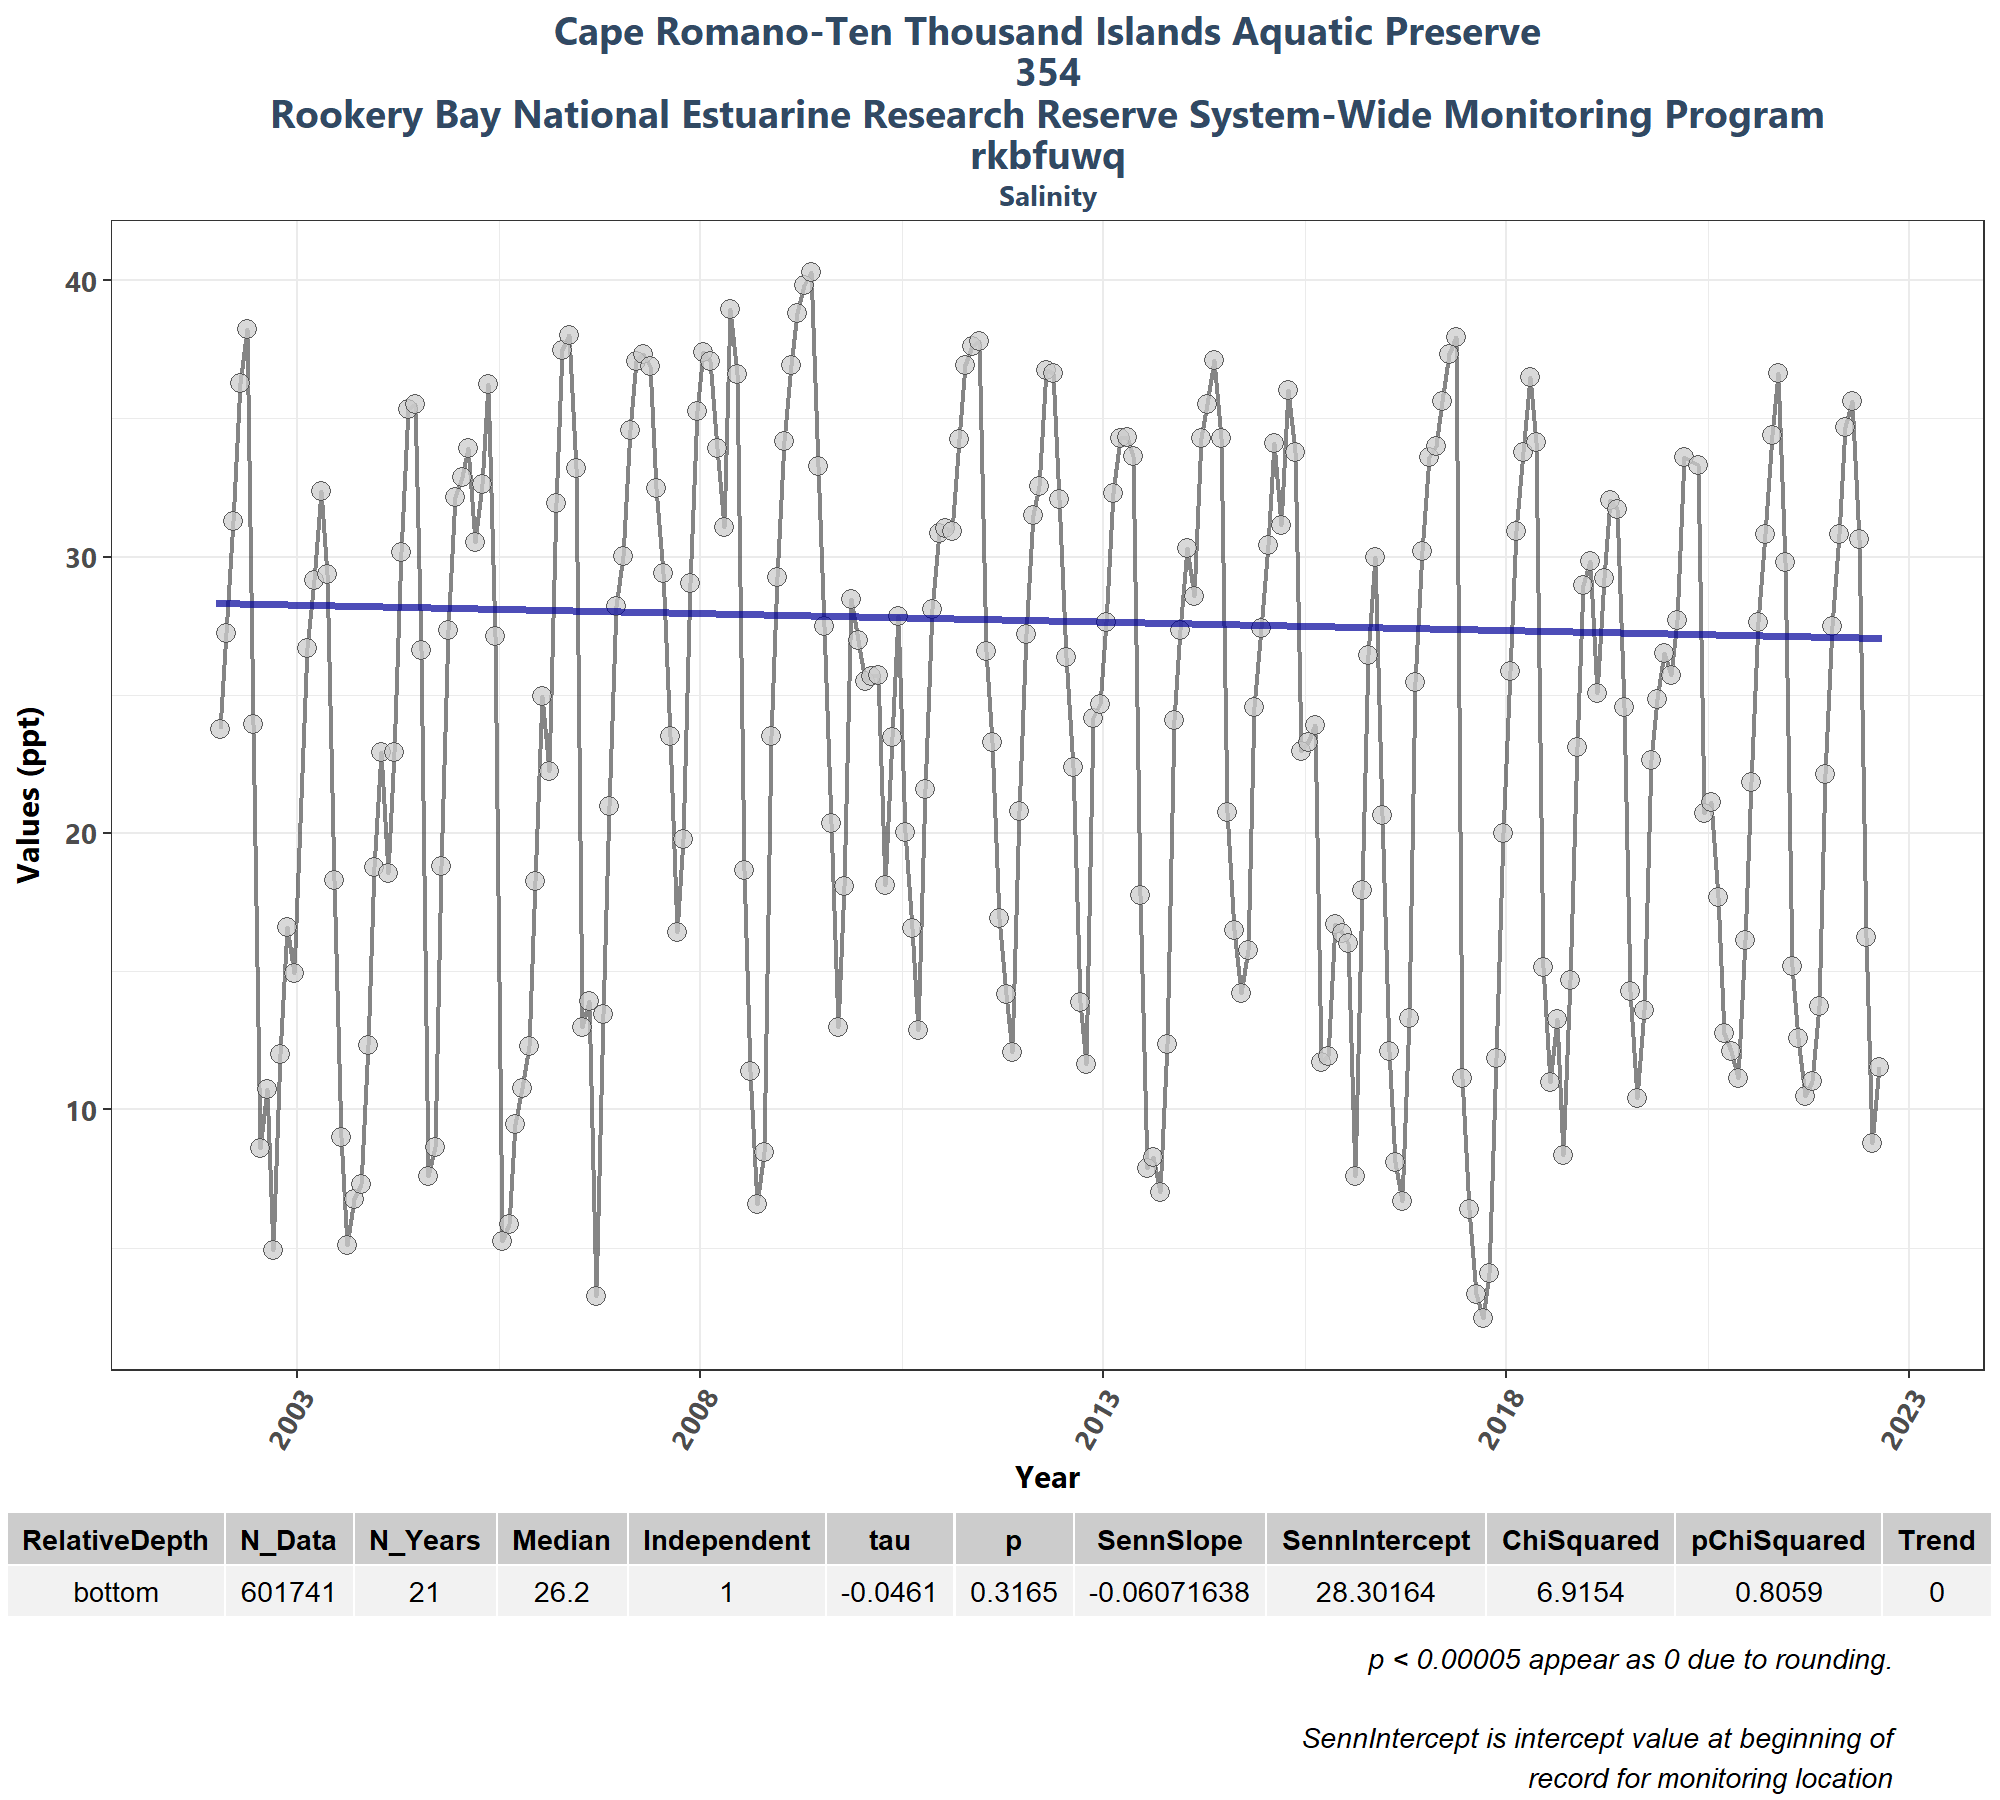 Cape Romano-Ten Thousand Islands Aquatic Preserve
354
Rookery Bay National Estuarine Research Reserve System-Wide Monitoring Program
rkbfuwq
Salinity
40
30
20
10
Values (ppt)
2003 2008 2013 2018 2023
Year
RelativeDepth N_Data N_Years Median Independent tau p SennSlope SennIntercept ChiSquared pChiSquared Trend
bottom 601741 21 26.2 1 -0.0461 0.3165 -0.06071638 28.30164 6.9154 0.8059 0
p < 0.00005 appear as 0 due to rounding.
SennIntercept is intercept value at beginning of
record for monitoring location